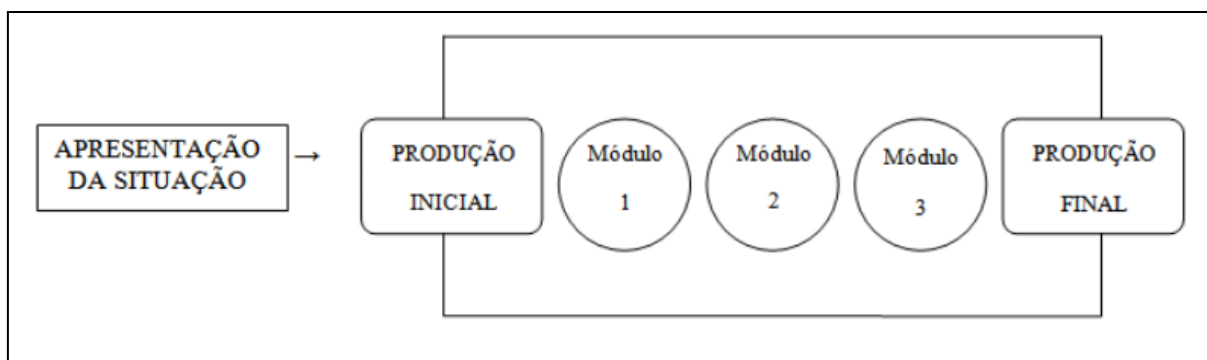 APRESENTAÇÃO
DA SITUAÇÃO
→
PRODUÇÃO
INICIAL
Módulo
1
Módulo
2
Módulo
3
PRODUÇÃO
FINAL